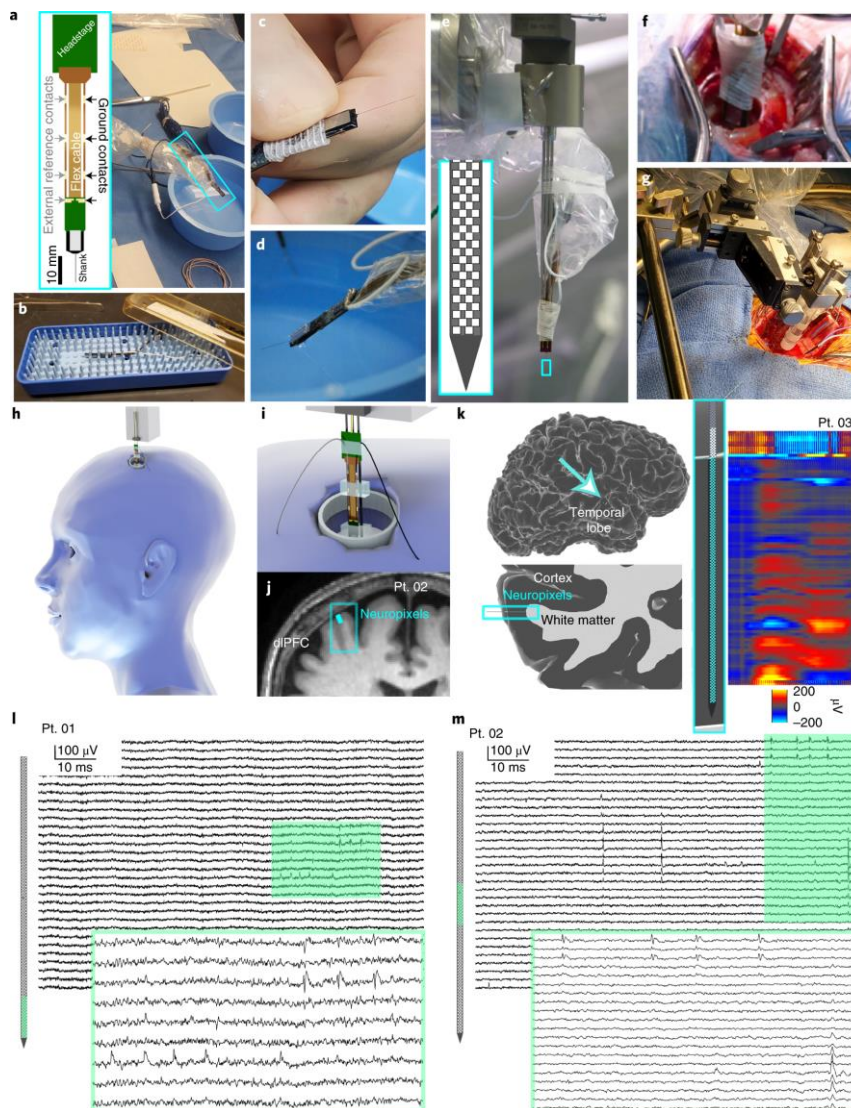 a
Headstage
External reference contacts
Flex cable
Ground contacts
Shank
10 mm
b
c
d
e
f
g
h
i
j
Pt. 02
Neuropixels
dlPFC
k
Temporal
lobe
Cortex
Neuropixels
White matter
Pt. 03
200
0
–200
μV
l
Pt. 01
100 μV
10 ms
m
Pt. 02
100 μV
10 ms